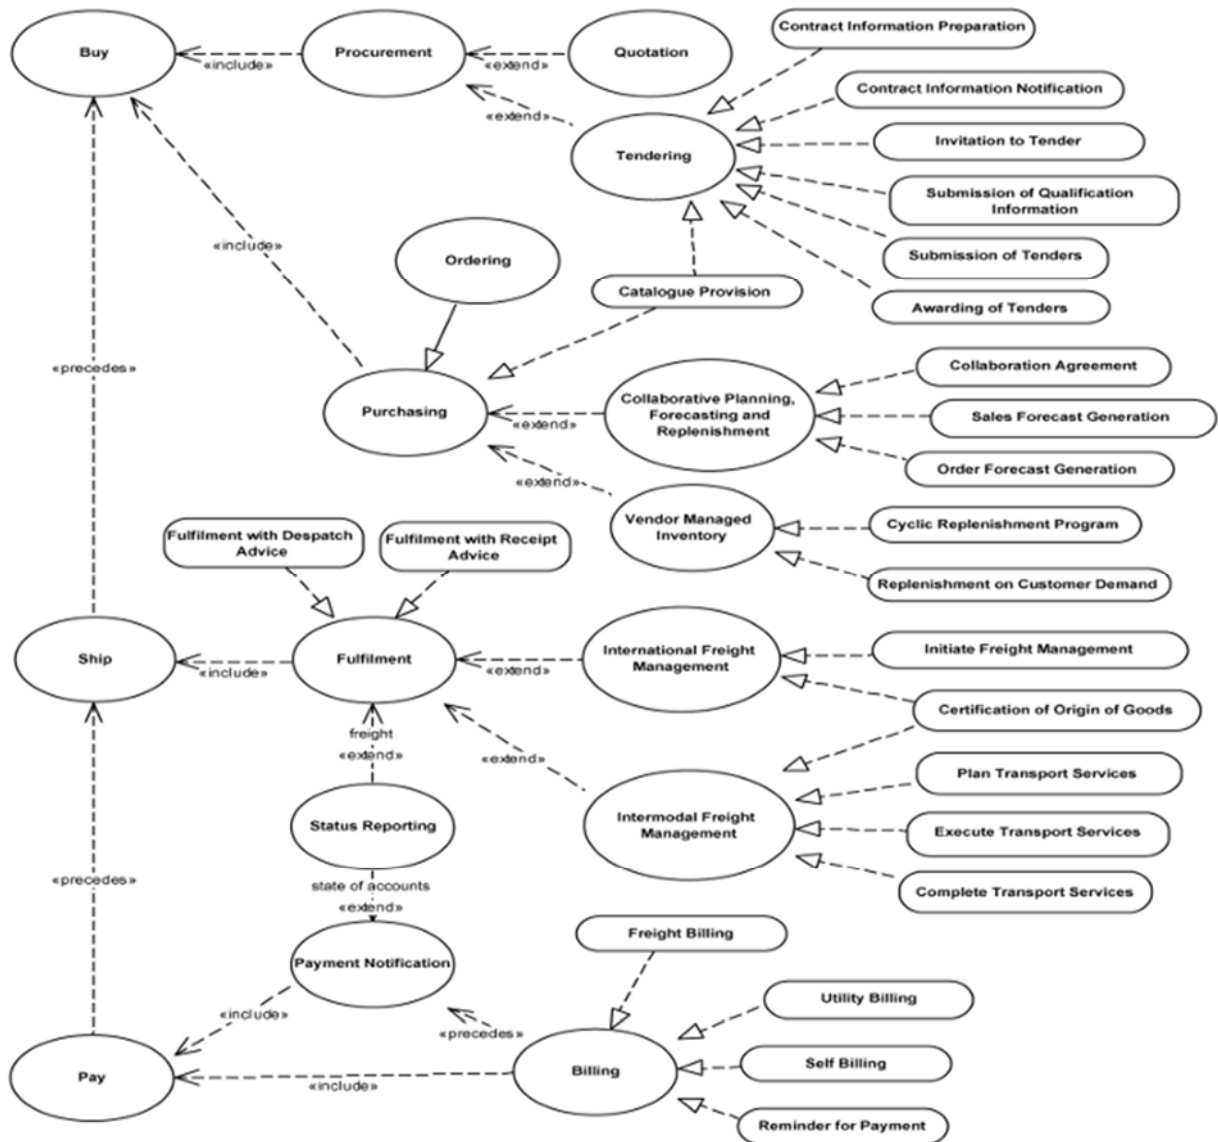 Contract Information Preparation
Buy
Procurement
Quotation
«include»
«extend»
Contract Information Notification
«extend»
Invitation to Tender
Tendering
Submission of Qualification
Information
«include»
Submission of Tenders
Ordering
Catalogue Provision
Awarding of Tenders
«precedes»
Collaboration Agreement
Purchasing
Collaborative Planning,
Forecasting and
Replenishment
«extend»
Sales Forecast Generation
Order Forecast Generation
«extend»
Vendor Managed
Inventory
Cyclic Replenishment Program
Fulfilment with Despatch
Advice
Fulfilment with Receipt
Advice
Replenishment on Customer Demand
Ship
«include»
Fulfilment
«extend»
International Freight
Management
Initiate Freight Management
Certification of Origin of Goods
freight
«extend»
«extend»
Plan Transport Services
Status Reporting
Intermodal Freight
Management
Execute Transport Services
«precedes»
state of accounts
«extend»
Complete Transport Services
Freight Billing
Payment Notification
Utility Billing
«include»
«precedes»
Pay
«include»
Billing
Self Billing
Reminder for Payment